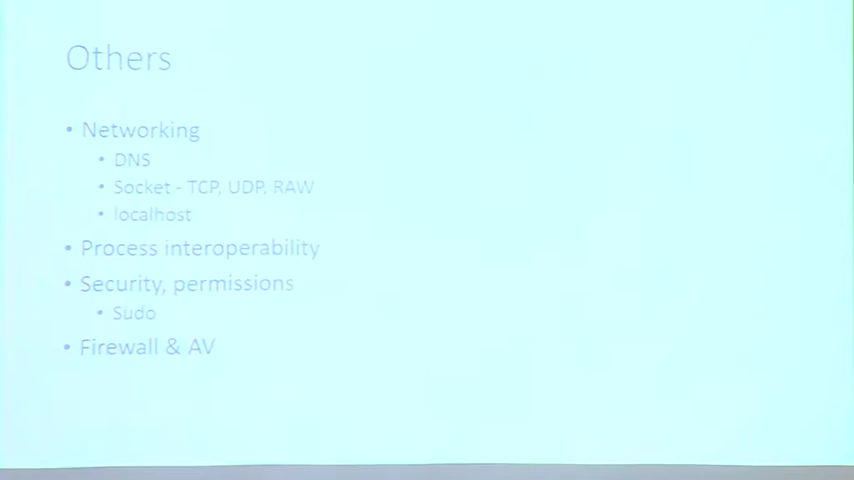 Others
• Networking
• DNS
• Socket - TCP, UDP, RAW
• localhost
• Process interoperability
• Security, permissions
• Sudo
• Firewall & AV